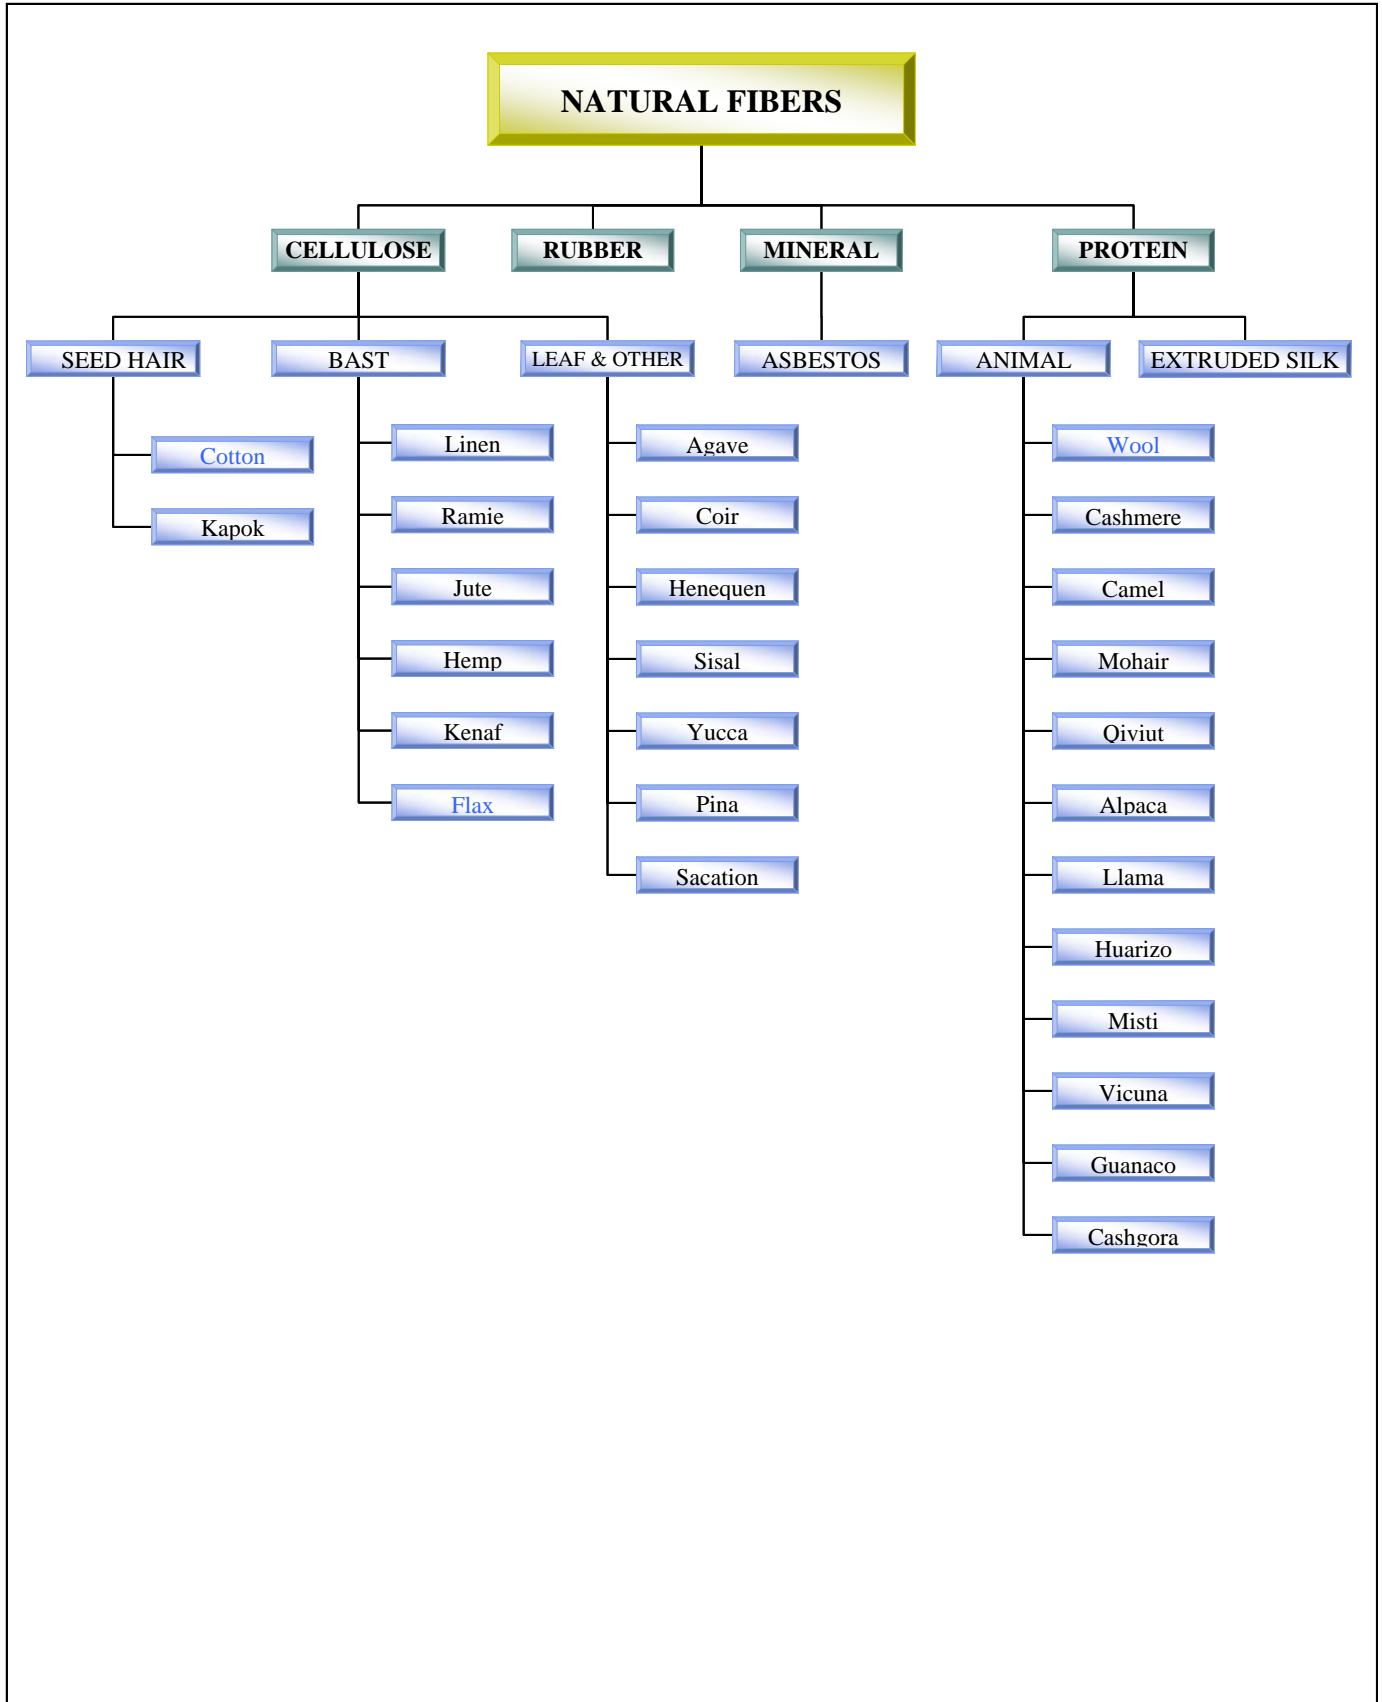 NATURAL FIBERS
CELLULOSE
RUBBER
MINERAL
PROTEIN
SEED HAIR
BAST
LEAF & OTHER
ASBESTOS
ANIMAL
EXTRUDED SILK
Cotton
Kapok
Linen
Ramie
Jute
Hemp
Kenaf
Flax
Agave
Coir
Henequen
Sisal
Yucca
Pina
Sacation
Wool
Cashmere
Camel
Mohair
Qiviut
Alpaca
Llama
Huarizo
Misti
Vicuna
Guanaco
Cashgora